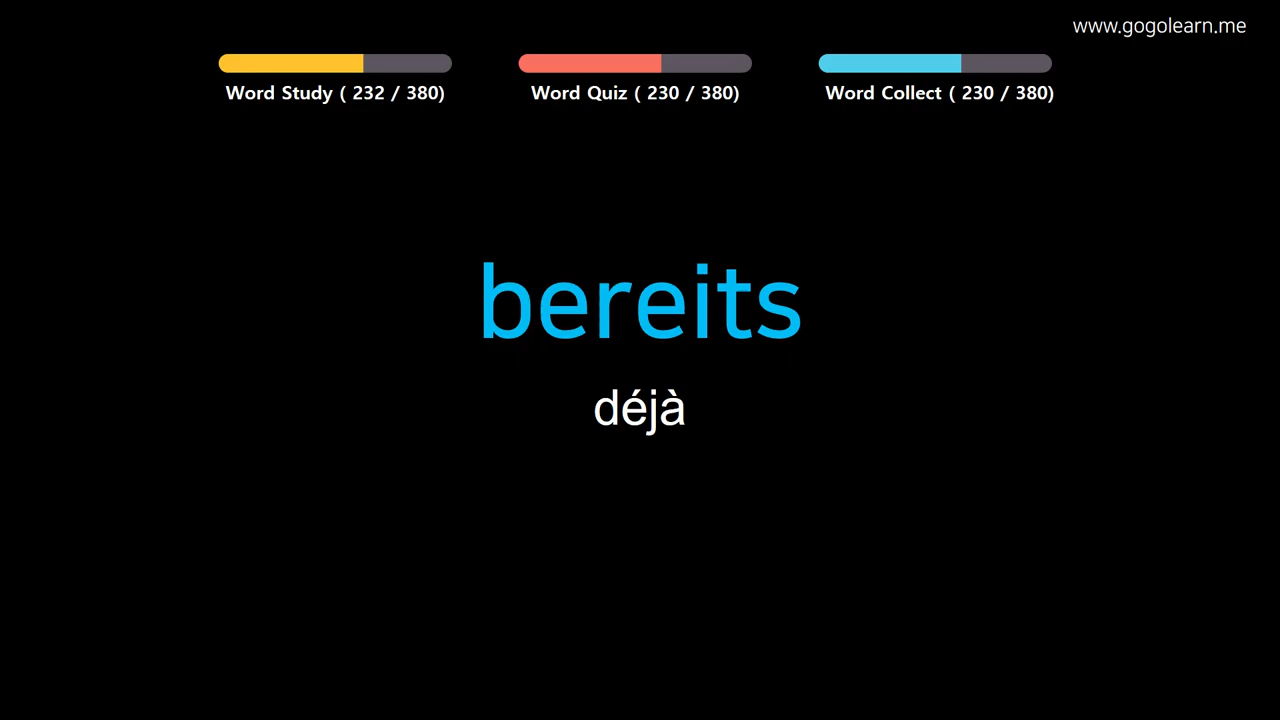 www.gogolearn.me
Word Study ( 232 / 380)
Word Quiz ( 230 / 380)
Word Collect ( 230 / 380)
bereits
déjà